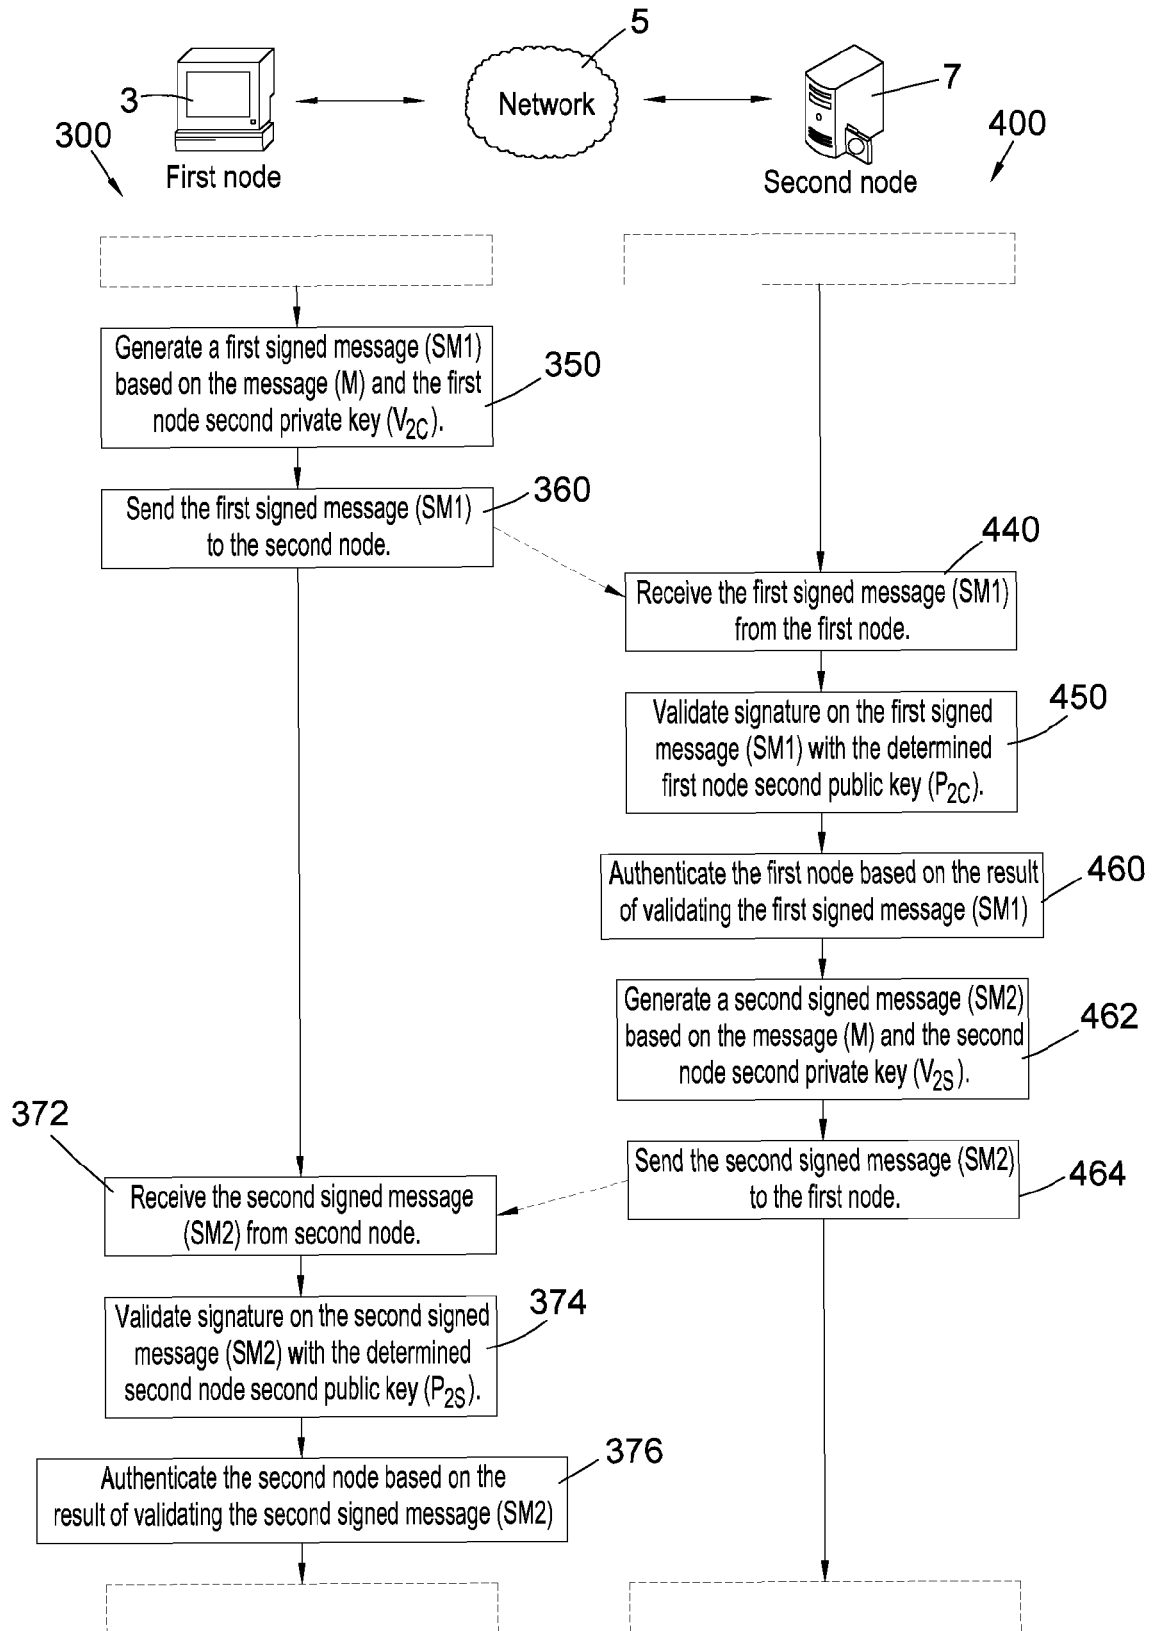 5
3
Network
7
300
400
First node
Second node
Generate a first signed message (SM1)
based on the message (M) and the first
node second private key (V2C).
350
Send the first signed message (SM1)
to the second node.
360
440
Receive the first signed message (SM1)
from the first node.
450
Validate signature on the first signed
message (SM1) with the determined
first node second public key (P2C).
Authenticate the first node based on the result
of validating the first signed message (SM1)
460
Generate a second signed message (SM2)
based on the message (M) and the second
node second private key (V2S).
462
Send the second signed message (SM2)
to the first node.
464
372
Receive the second signed message
(SM2) from second node.
Validate signature on the second signed
message (SM2) with the determined
second node second public key (P2S).
374
Authenticate the second node based on the
result of validating the second signed message (SM2)
376